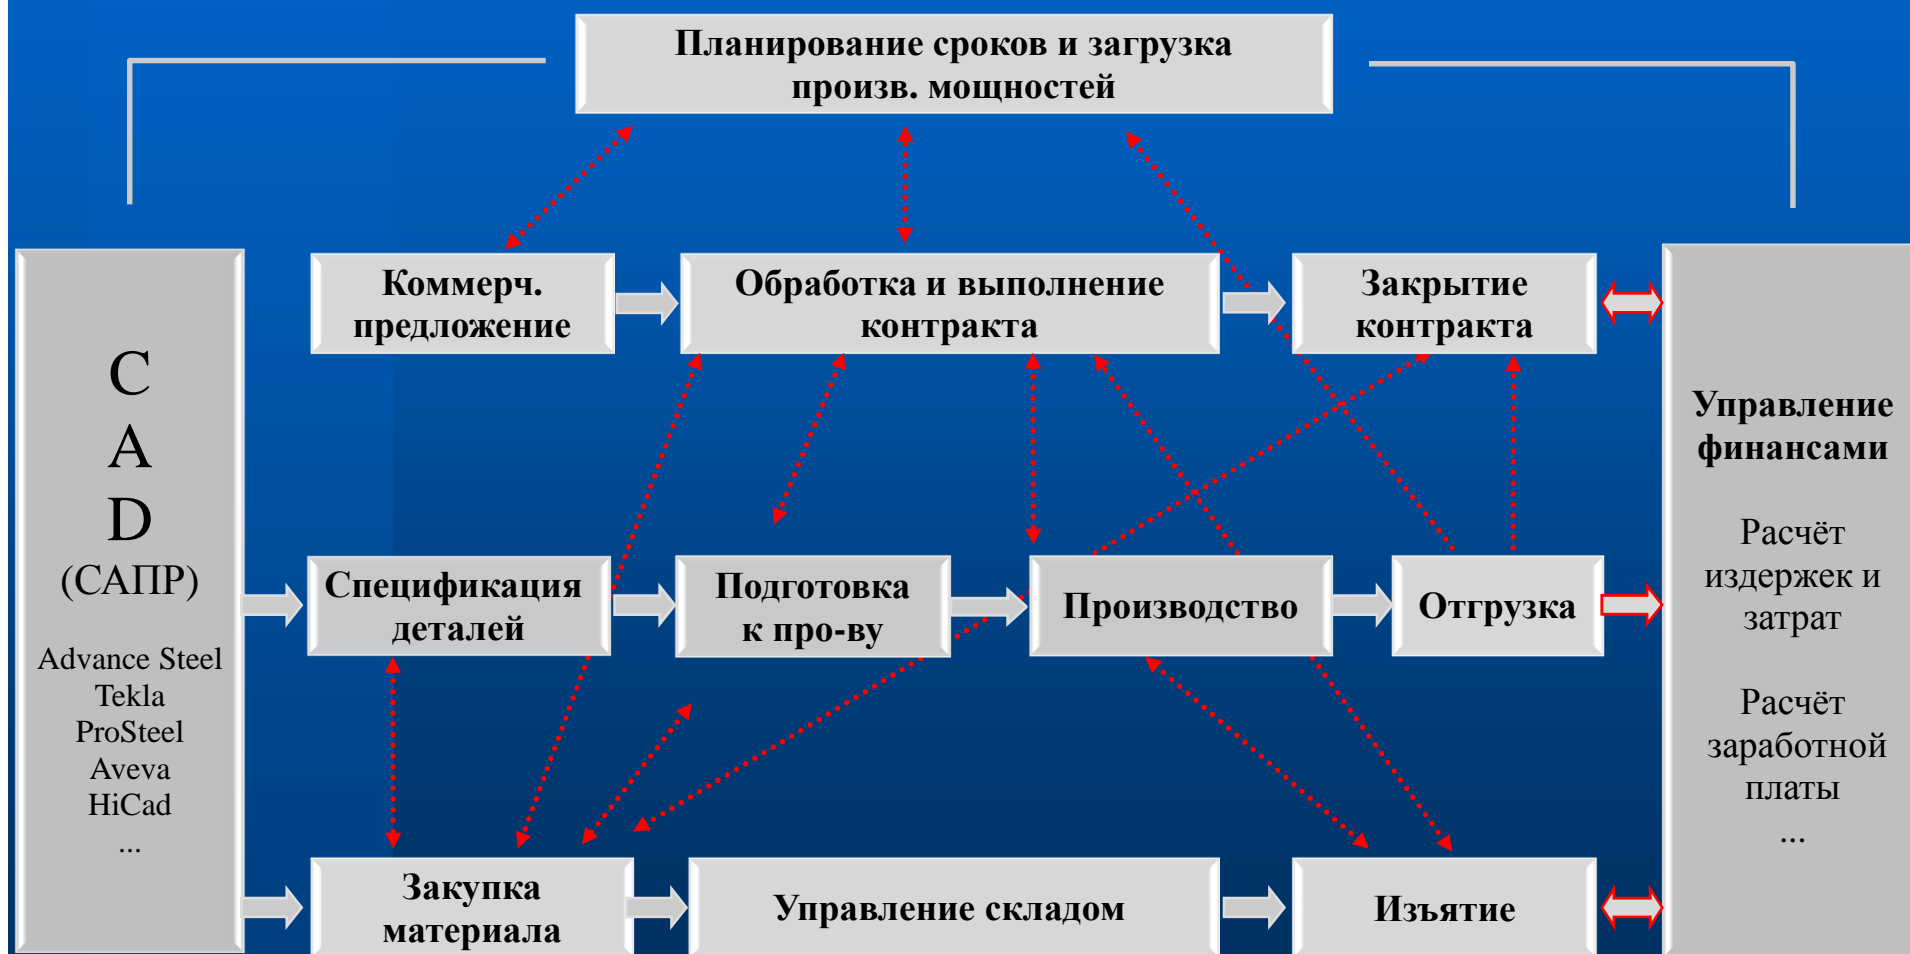 Планирование сроков и загрузка
произв. мощностей
Коммерч.
предложение
Обработка и выполнение
контракта
Закрытие
контракта
C
A
D
(САПР)
Advance Steel
Tekla
ProSteel
Aveva
HiCad
...
Спецификация
деталей
Подготовка
к про-ву
Производство
Отгрузка
Закупка
материала
Управление складом
Изъятие
Управление
финансами
Расчёт
издержек и
затрат
Расчёт
заработной
платы
...